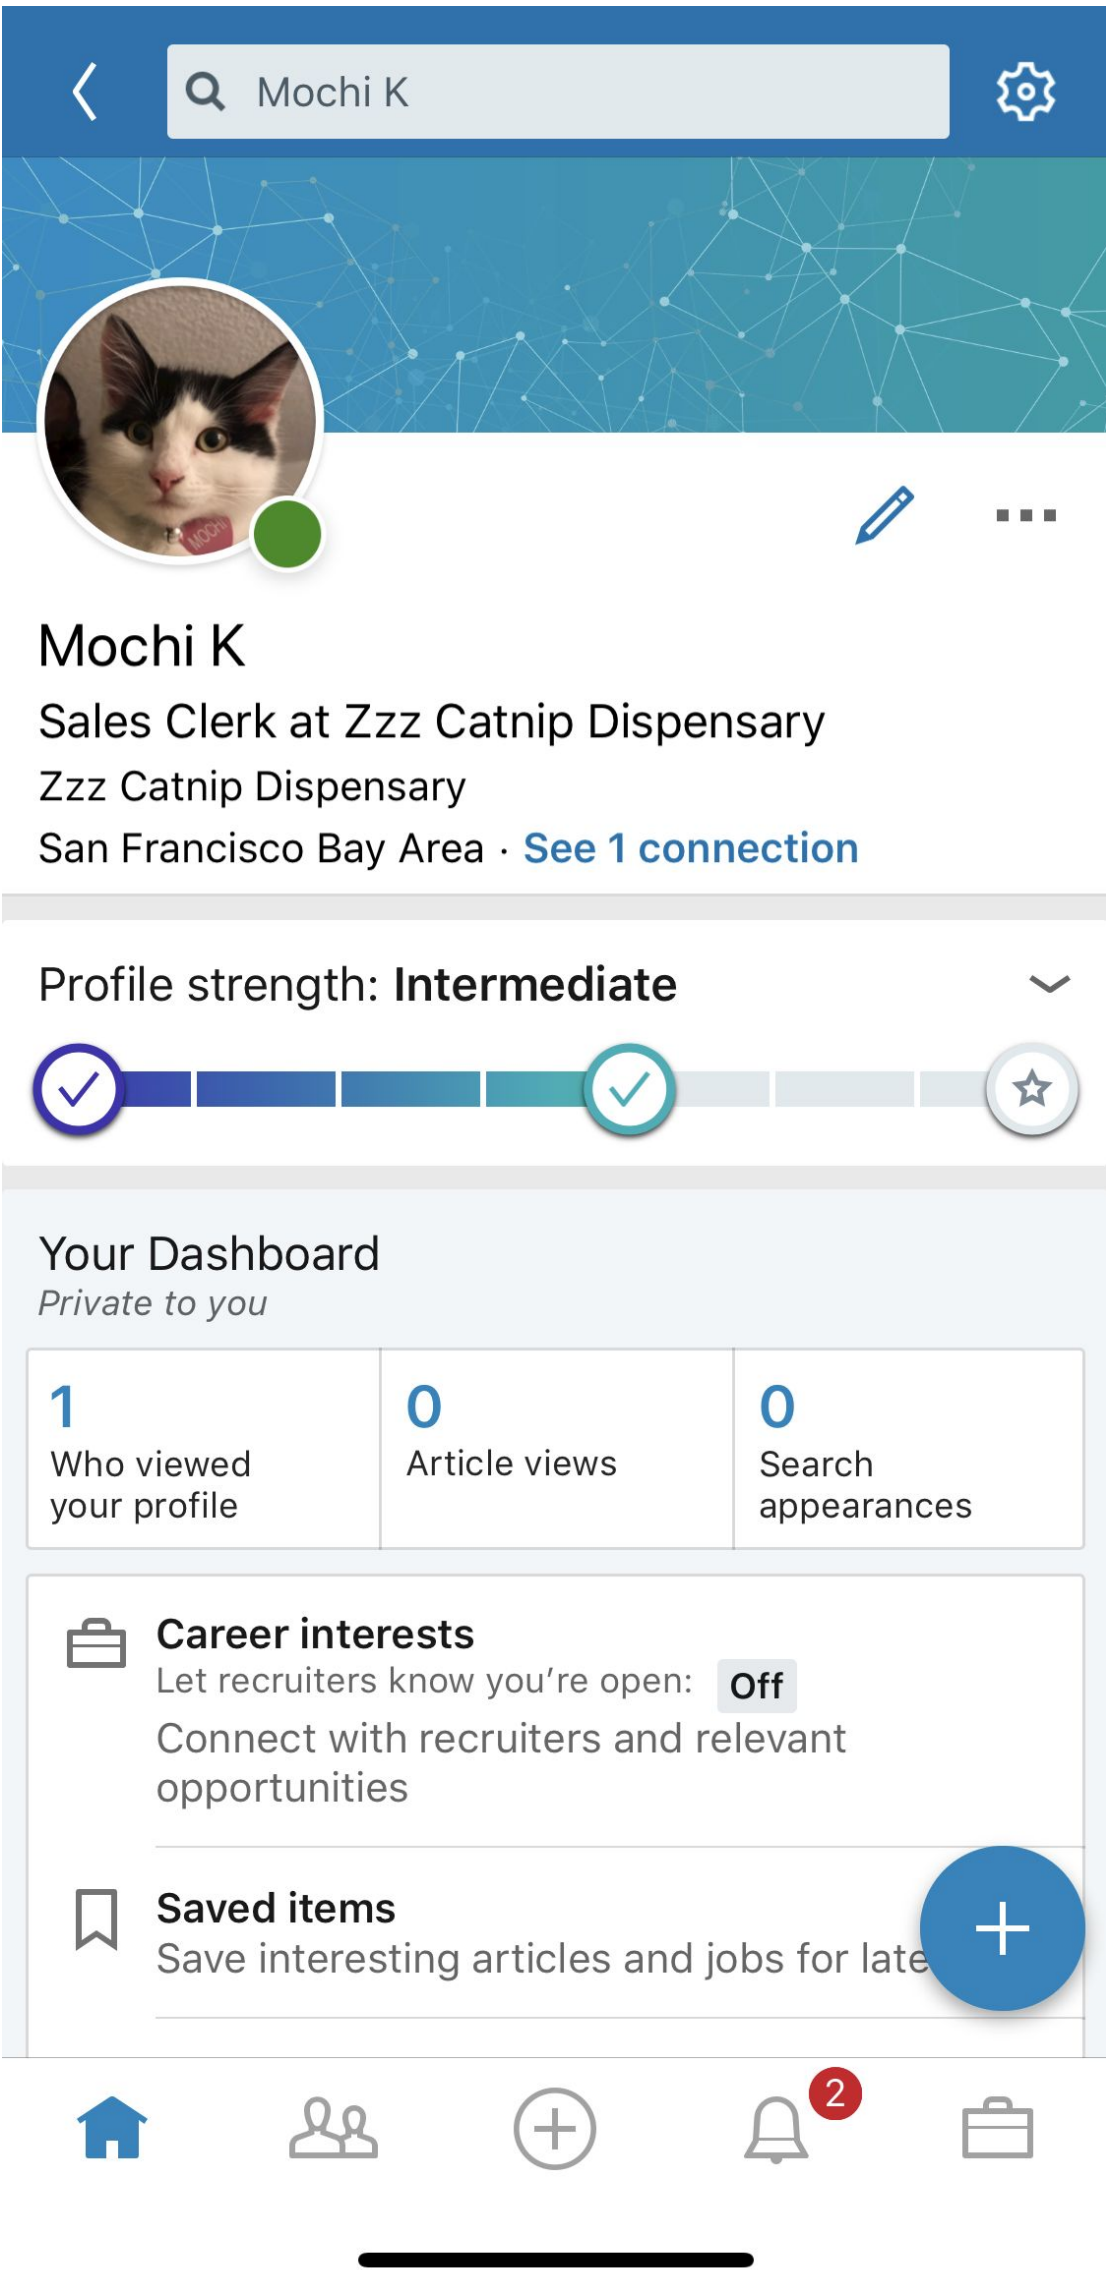 Mochi K
MOCHI
Mochi K
Sales Clerk at Zzz Catnip Dispensary
Zzz Catnip Dispensary
San Francisco Bay Area · See 1 connection
Profile strength: Intermediate
Your Dashboard
Private to you
1
Who viewed
your profile
0
Article views
0
Search
appearances
Career interests
Let recruiters know you’re open: Off
Connect with recruiters and relevant
opportunities
Saved items
Save interesting articles and jobs for late
2